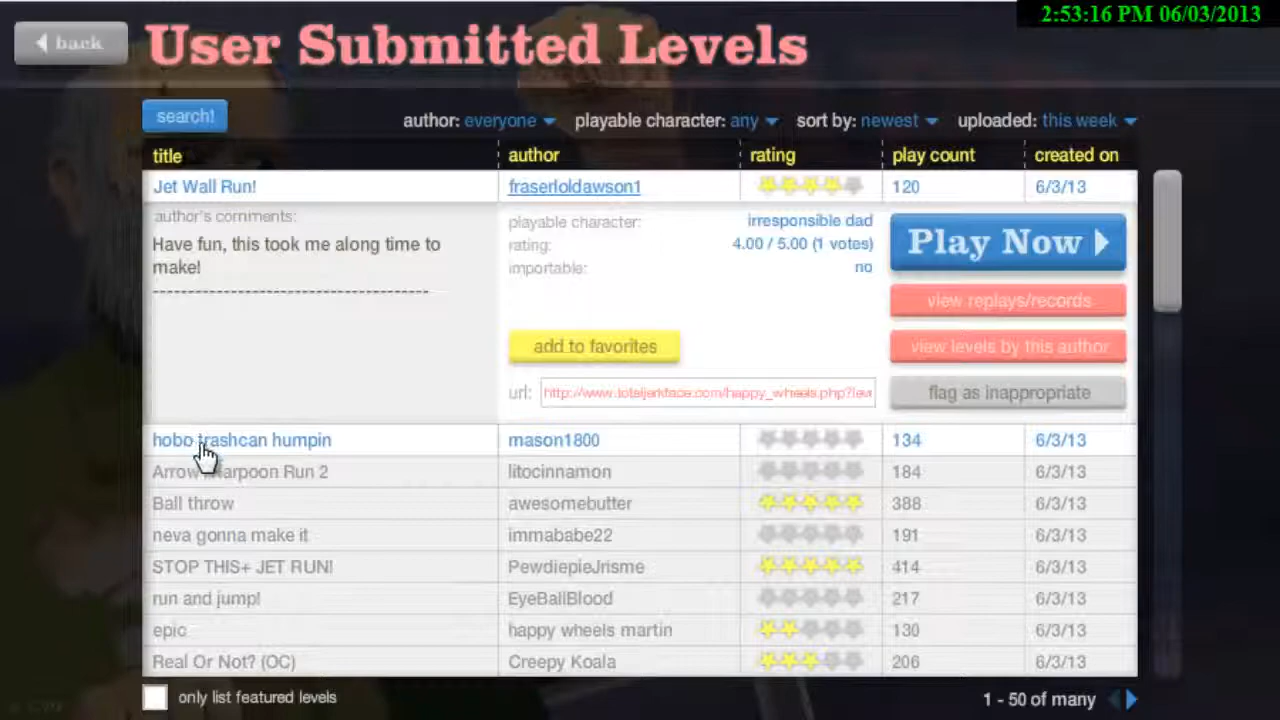 2:53:16 PM 06/03/2013
back
User Submitted Levels
search!
author: everyone playable character: any sort by: newest uploaded: this week
title author rating play count created on
Jet Wall Run! fraserloldawson1 120 6/3/13
author's comments:
Have fun, this took me along time to
make!
playable character: irresponsible dad
rating: 4.00 / 5.00 (1 votes)
importable: no
Play Now
view replays/records
add to favorites
view levels by this author
url: http://www.totaljerkface.com/happy_wheels.php?lev
flag as inappropriate
hobo trashcan humpin mason1800 134 6/3/13
Arrow Harpoon Run 2 litocinnamon 184 6/3/13
Ball throw awesomebutter 388 6/3/13
neva gonna make it immababe22 191 6/3/13
STOP THIS+ JET RUN! PewdiepieJrisme 414 6/3/13
run and jump! EyeBallBlood 217 6/3/13
epic happy wheels martin 130 6/3/13
Real Or Not? (OC) Creepy Koala 206 6/3/13
only list featured levels
1 - 50 of many